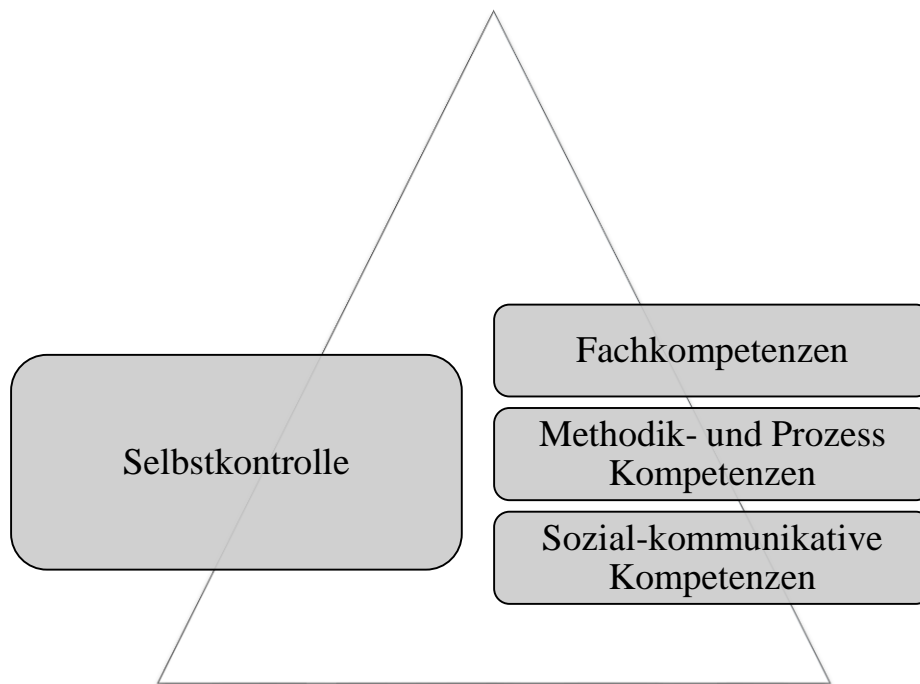 Selbstkontrolle
Fachkompetenzen
Methodik- und Prozess
Kompetenzen
Sozial-kommunikative
Kompetenzen